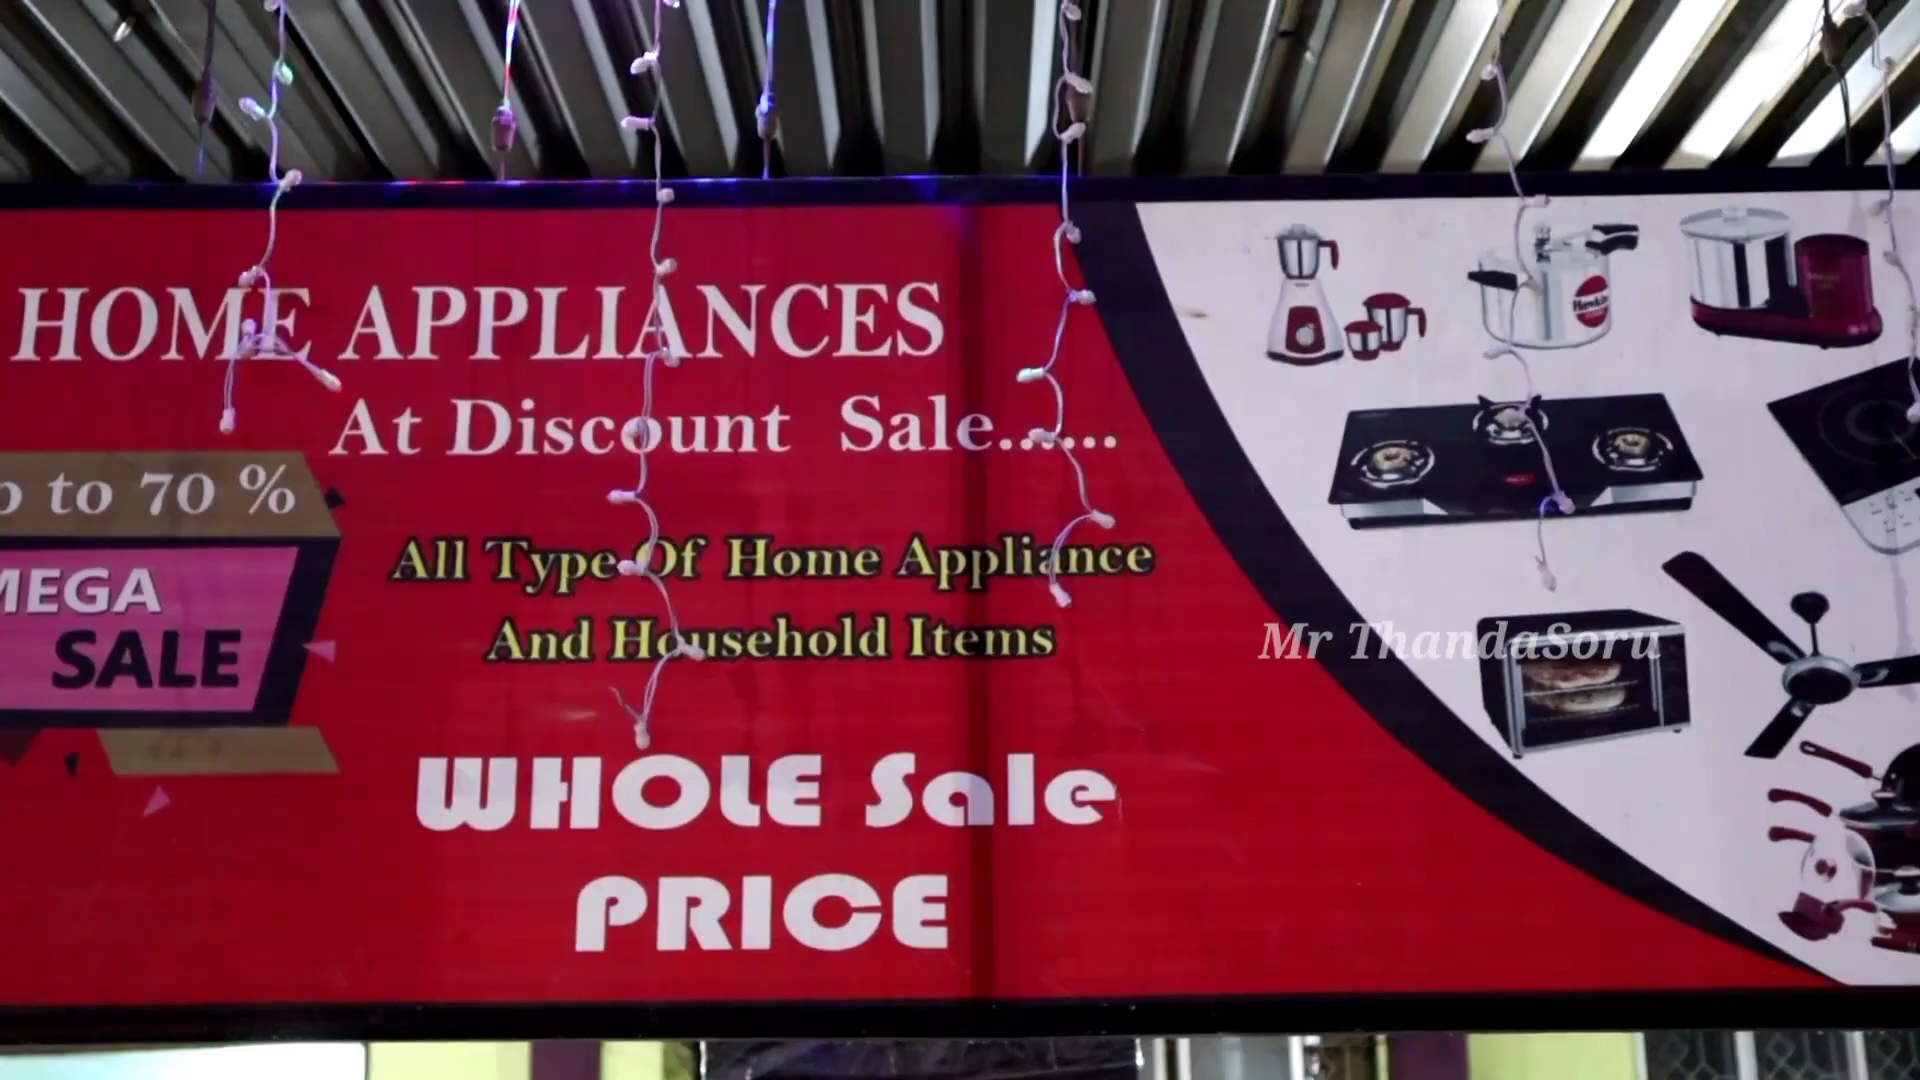 HOME APPLIANCES
At Discount Sale......
to 70 %
MEGA
SALE
All Type Of Home Appliance
And Household Items
WHOLE Sale
PRICE
Hawkins
Mr ThandaSoru